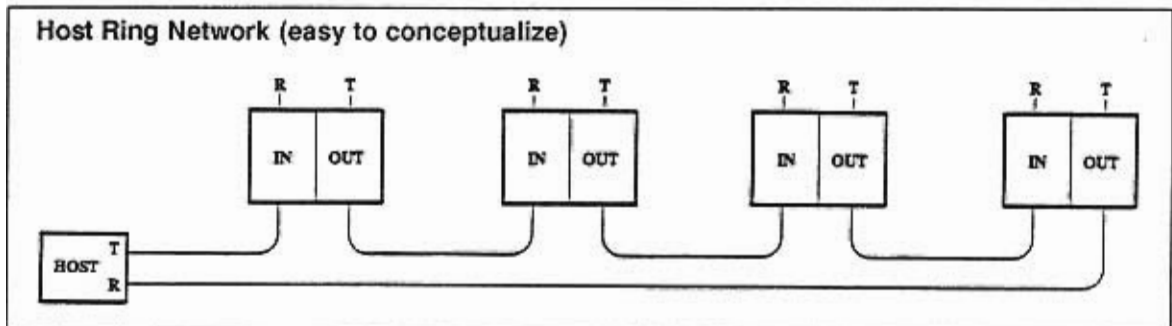 Host Ring Network (easy to conceptualize)
R T R T R T R T
IN OUT IN OUT IN OUT IN OUT
T
HOST
R